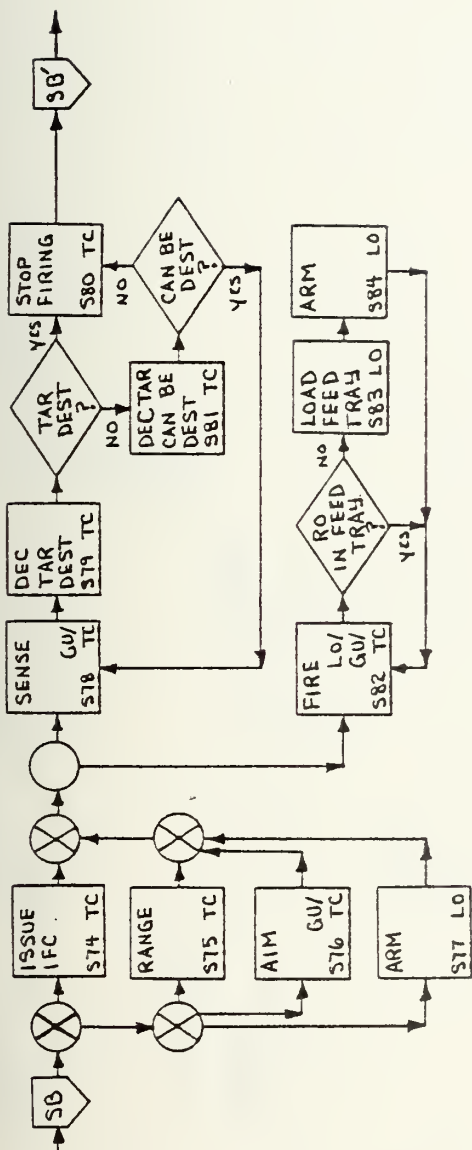 SB
ISSUE
IFC
S74 TC
RANGE
S75 TC
AIM
GU/
S76 TC
ARM
S77 LO
SENSE
GU/
S78 TC
DEC
TAR
DEST
S79 TC
TAR
DEST
?
YES
NO
STOP
FIRING
S80 TC
DEC TAR
CAN BE
DEST
S81 TC
CAN BE
DEST
?
NO
YES
SB'
FIRE
LO/
GU/
S82 TC
RO
IN FEED
TRAY
?
NO
YES
LOAD
FEED
TRAY
S83 LO
ARM
S84 LO